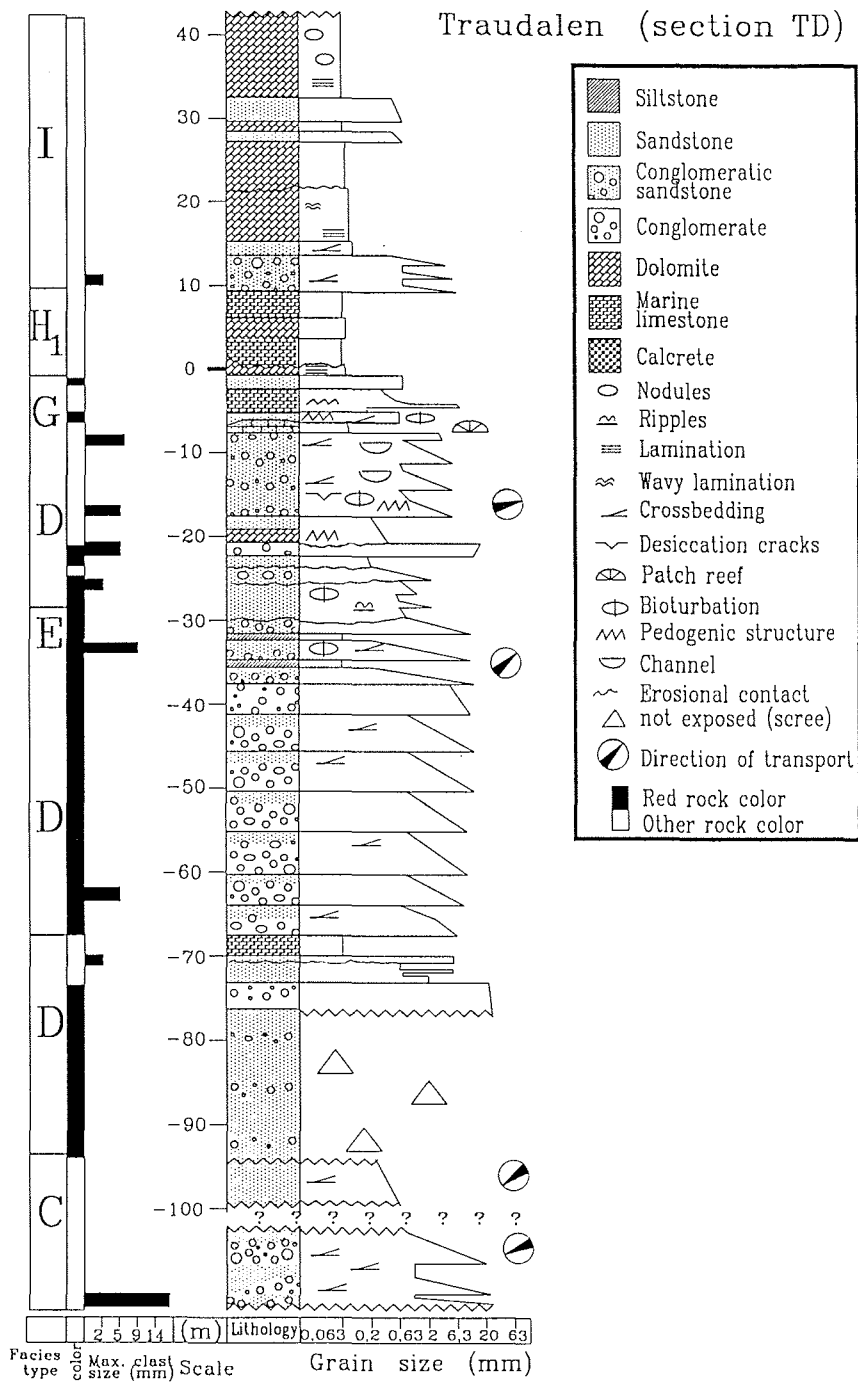 Traudalen (section TD)
40
30
20
10
0
-10
-20
-30
-40
-50
-60
-70
-80
-90
-100
I
H1
G
D
E
D
D
C
? ? ? ? ? ? ? ?
Siltstone
Sandstone
Conglomeratic
sandstone
Conglomerate
Dolomite
Marine
limestone
Calcrete
Nodules
Ripples
Lamination
Wavy lamination
Crossbedding
Desiccation cracks
Patch reef
Bioturbation
Pedogenic structure
Channel
Erosional contact
not exposed (scree)
Direction of transport
Red rock color
Other rock color
2 5 9 14 (m) Lithology 0,063 0,2 0,63 2 6,3 20 63
Facies
type
color
Max. clast
size (mm)
Scale
Grain size (mm)